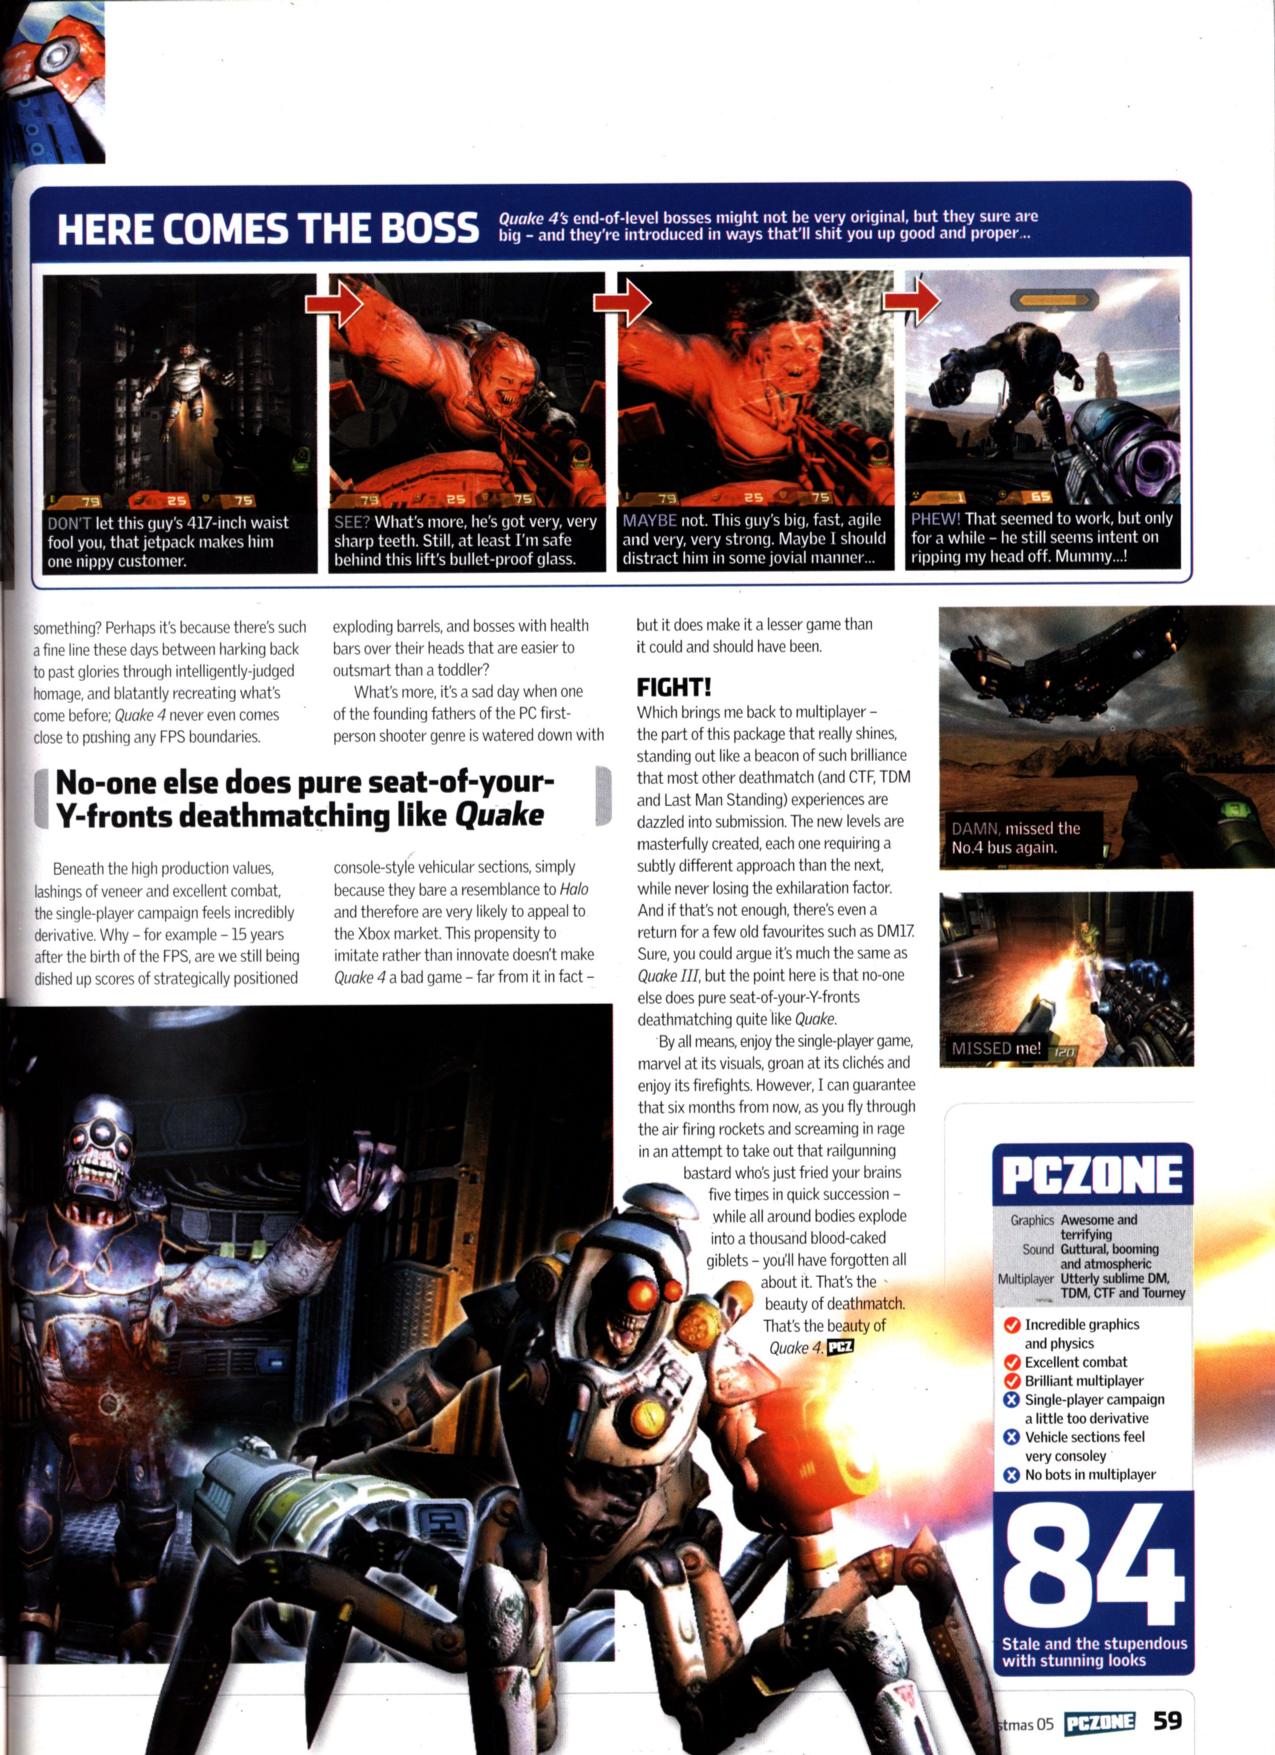 HERE COMES THE BOSS
Quake 4's end-of-level bosses might not be very original, but they sure are
big – and they're introduced in ways that'll shit you up good and proper...
79 25 75
DON'T let this guy's 417-inch waist
fool you, that jetpack makes him
one nippy customer.
79 25 75
SEE? What's more, he's got very, very
sharp teeth. Still, at least I'm safe
behind this lift's bullet-proof glass.
79 25 75
MAYBE not. This guy's big, fast, agile
and very, very strong. Maybe I should
distract him in some jovial manner...
1 65
PHEW! That seemed to work, but only
for a while – he still seems intent on
ripping my head off. Mummy...!
something? Perhaps it's because there's such
a fine line these days between harking back
to past glories through intelligently-judged
homage, and blatantly recreating what's
come before; Quake 4 never even comes
close to pushing any FPS boundaries.
No-one else does pure seat-of-your-
Y-fronts deathmatching like Quake
Beneath the high production values,
lashings of veneer and excellent combat,
the single-player campaign feels incredibly
derivative. Why – for example – 15 years
after the birth of the FPS, are we still being
dished up scores of strategically positioned
exploding barrels, and bosses with health
bars over their heads that are easier to
outsmart than a toddler?
What's more, it's a sad day when one
of the founding fathers of the PC first-
person shooter genre is watered down with
console-style vehicular sections, simply
because they bare a resemblance to Halo
and therefore are very likely to appeal to
the Xbox market. This propensity to
imitate rather than innovate doesn't make
Quake 4 a bad game – far from it in fact –
but it does make it a lesser game than
it could and should have been.
FIGHT!
Which brings me back to multiplayer –
the part of this package that really shines,
standing out like a beacon of such brilliance
that most other deathmatch (and CTF, TDM
and Last Man Standing) experiences are
dazzled into submission. The new levels are
masterfully created, each one requiring a
subtly different approach than the next,
while never losing the exhilaration factor.
And if that's not enough, there's even a
return for a few old favourites such as DM17.
Sure, you could argue it's much the same as
Quake III, but the point here is that no-one
else does pure seat-of-your-Y-fronts
deathmatching quite like Quake.
By all means, enjoy the single-player game,
marvel at its visuals, groan at its clichés and
enjoy its firefights. However, I can guarantee
that six months from now, as you fly through
the air firing rockets and screaming in rage
in an attempt to take out that railgunning
bastard who's just fried your brains
five times in quick succession –
while all around bodies explode
into a thousand blood-caked
giblets – you'll have forgotten all
about it. That's the
beauty of deathmatch.
That's the beauty of
Quake 4. PCZ
DAMN, missed the
No.4 bus again.
MISSED me!
120
PCZONE
Graphics Awesome and
terrifying
Sound Guttural, booming
and atmospheric
Multiplayer Utterly sublime DM,
TDM, CTF and Tourney
Incredible graphics
and physics
Excellent combat
Brilliant multiplayer
Single-player campaign
a little too derivative
Vehicle sections feel
very consoley
No bots in multiplayer
84
Stale and the stupendous
with stunning looks
stmas 05 PCZONE 59